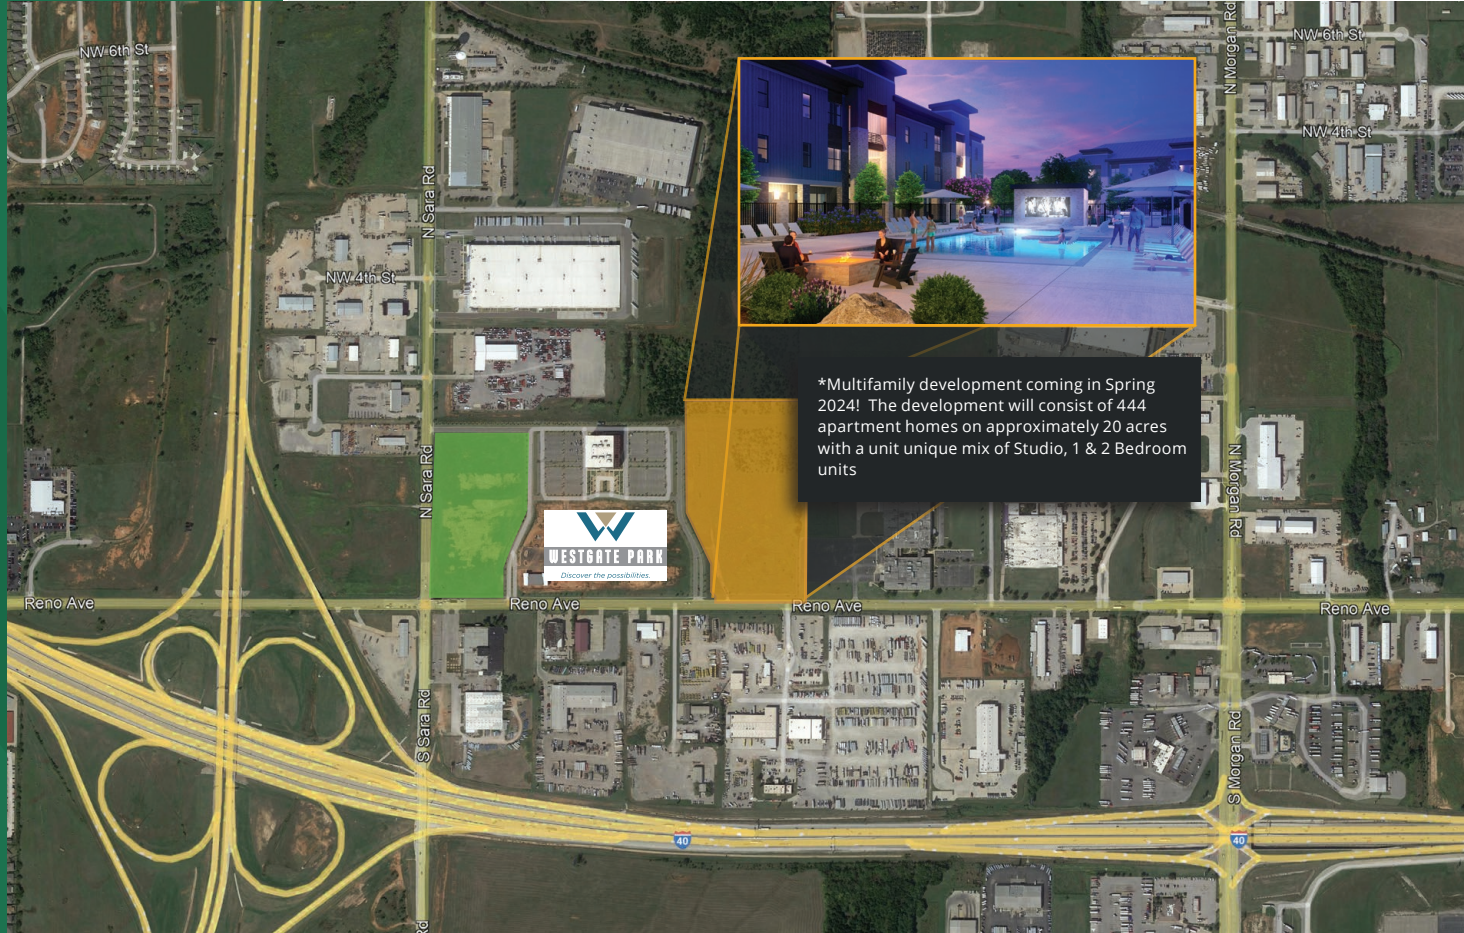 NW 6th St
NW 6th St
N Morgan Rd
NW 4th St
N Sara Rd
NW 4th St
*Multifamily development coming in Spring
2024!  The development will consist of 444
apartment homes on approximately 20 acres
with a unit unique mix of Studio, 1 & 2 Bedroom
units
N Sara Rd
N Morgan Rd
WESTGATE PARK
Discover the possibilities.
Reno Ave
Reno Ave
Reno Ave
Reno Ave
S Sara Rd
S Morgan Rd
40
40
Rd